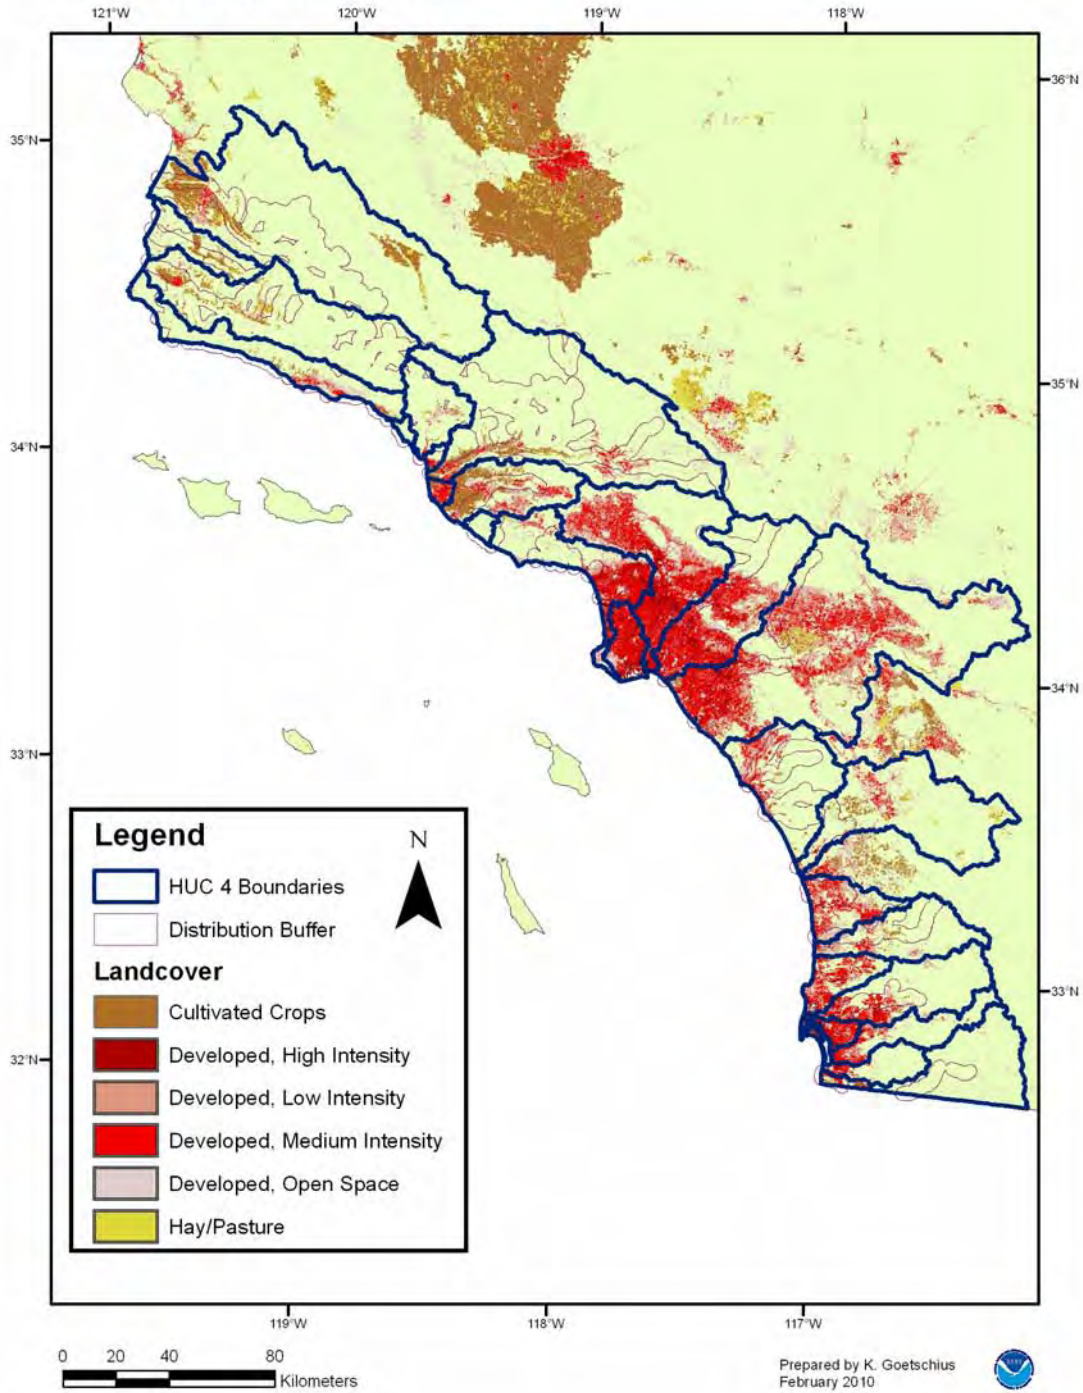 121°W 120°W 119°W 118°W
36°N
35°N
35°N
34°N
34°N
33°N
33°N
32°N
Legend
N
HUC 4 Boundaries
Distribution Buffer
Landcover
Cultivated Crops
Developed, High Intensity
Developed, Low Intensity
Developed, Medium Intensity
Developed, Open Space
Hay/Pasture
119°W 118°W 117°W
0 20 40 80
Kilometers
Prepared by K. Goetschius
February 2010